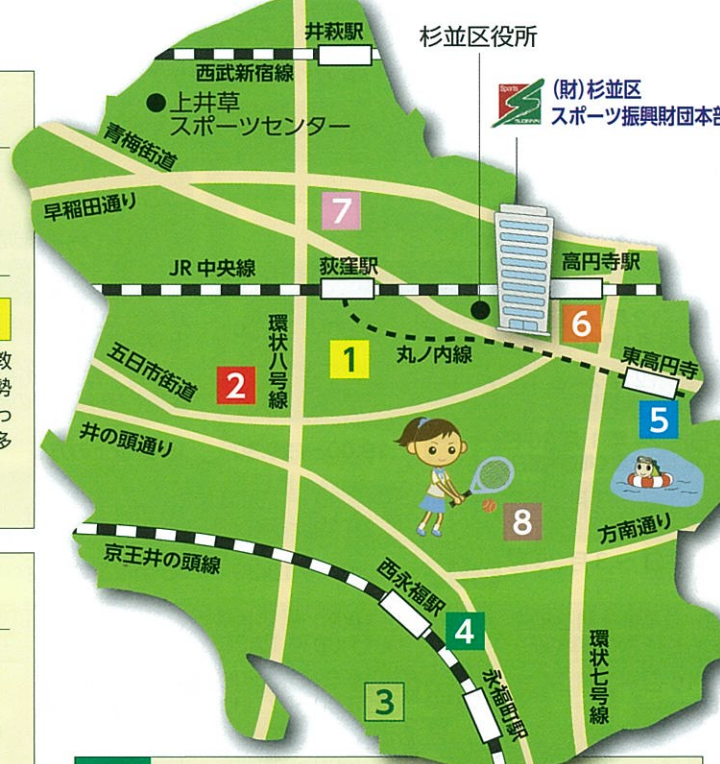 井荻駅
杉並区役所
西武新宿線
Sports
(財)杉並区
スポーツ振興財団本部
上井草
スポーツセンター
青梅街道
早稲田通り
7
JR 中央線
荻窪駅
高円寺駅
6
環状八号線
1
丸ノ内線
東高円寺
五日市街道
2
5
教
勢
つ
多
井の頭通り
8
方南通り
京王井の頭線
西永福駅
4
環状七号線
3
永福町駅